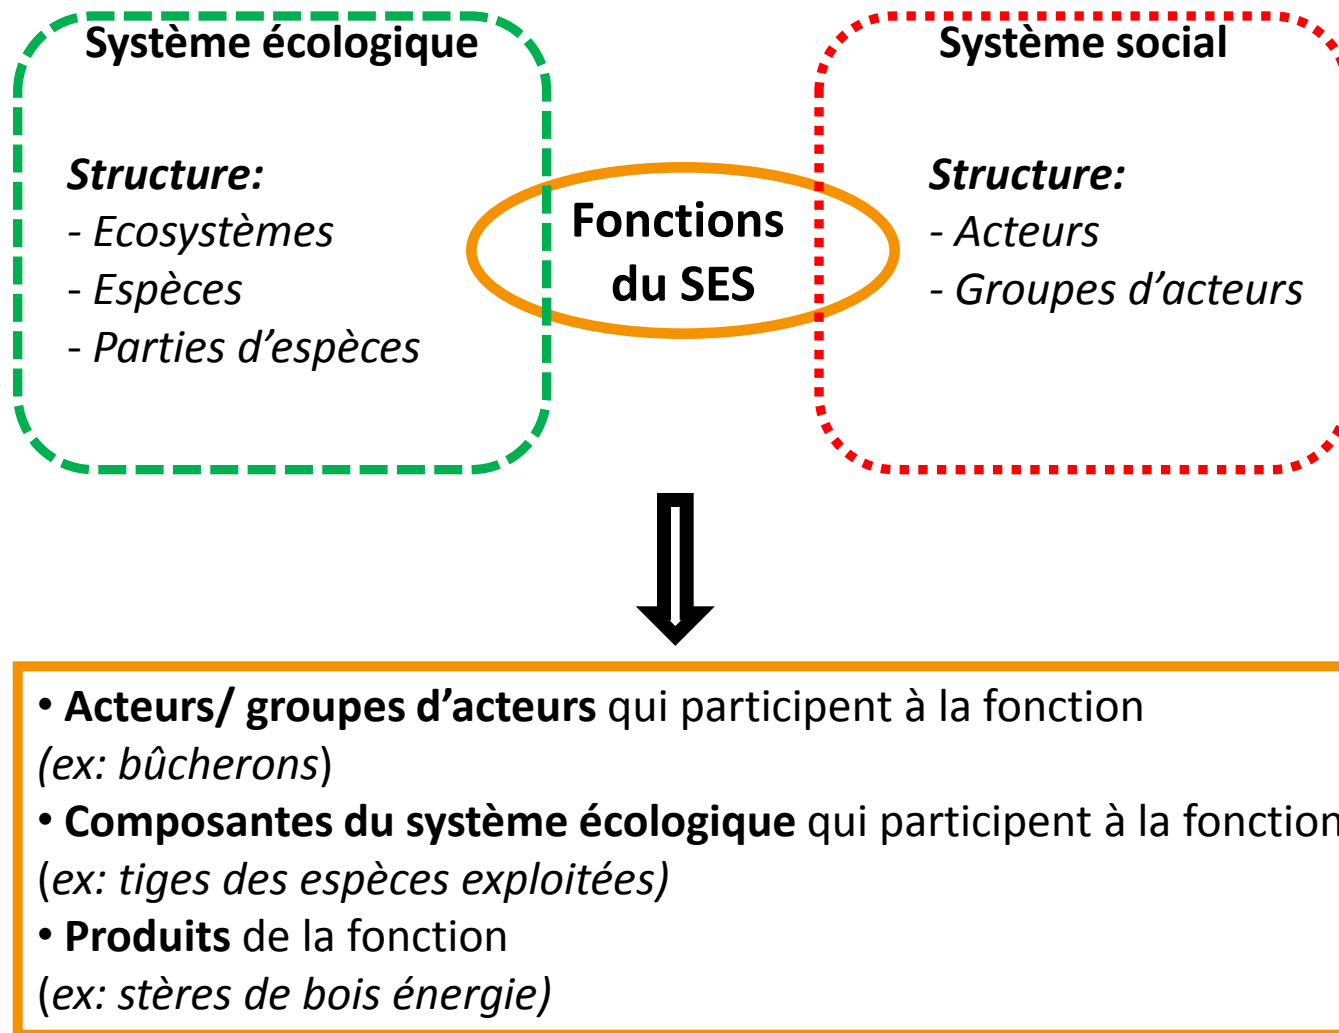 Système écologique
Structure:
- Ecosystèmes
- Espèces
- Parties d’espèces
Fonctions
du SES
Système social
Structure:
- Acteurs
- Groupes d’acteurs
• Acteurs/ groupes d’acteurs qui participent à la fonction
(ex: bûcherons)
• Composantes du système écologique qui participent à la fonction
(ex: tiges des espèces exploitées)
• Produits de la fonction
(ex: stères de bois énergie)